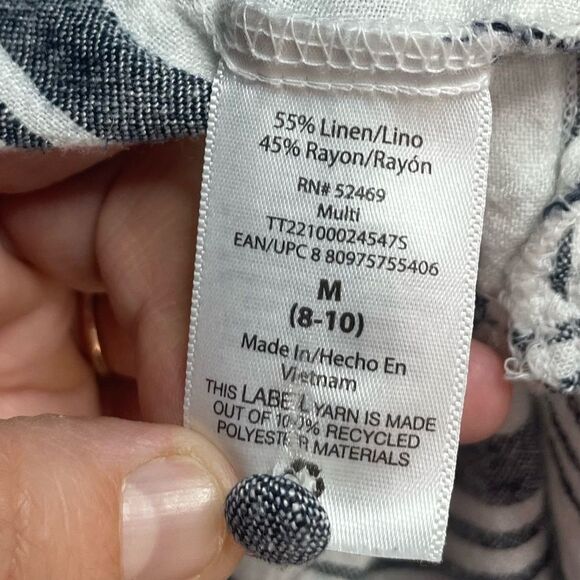 55% Linen/Lino
45% Rayon/Rayón
RN# 52469
Multi
TT22100024547S
EAN/UPC 8 80975755406
M
(8-10)
Made In/Hecho En
Vietnam
THIS LABEL YARN IS MADE
OUT OF 100% RECYCLED
POLYESTER MATERIALS